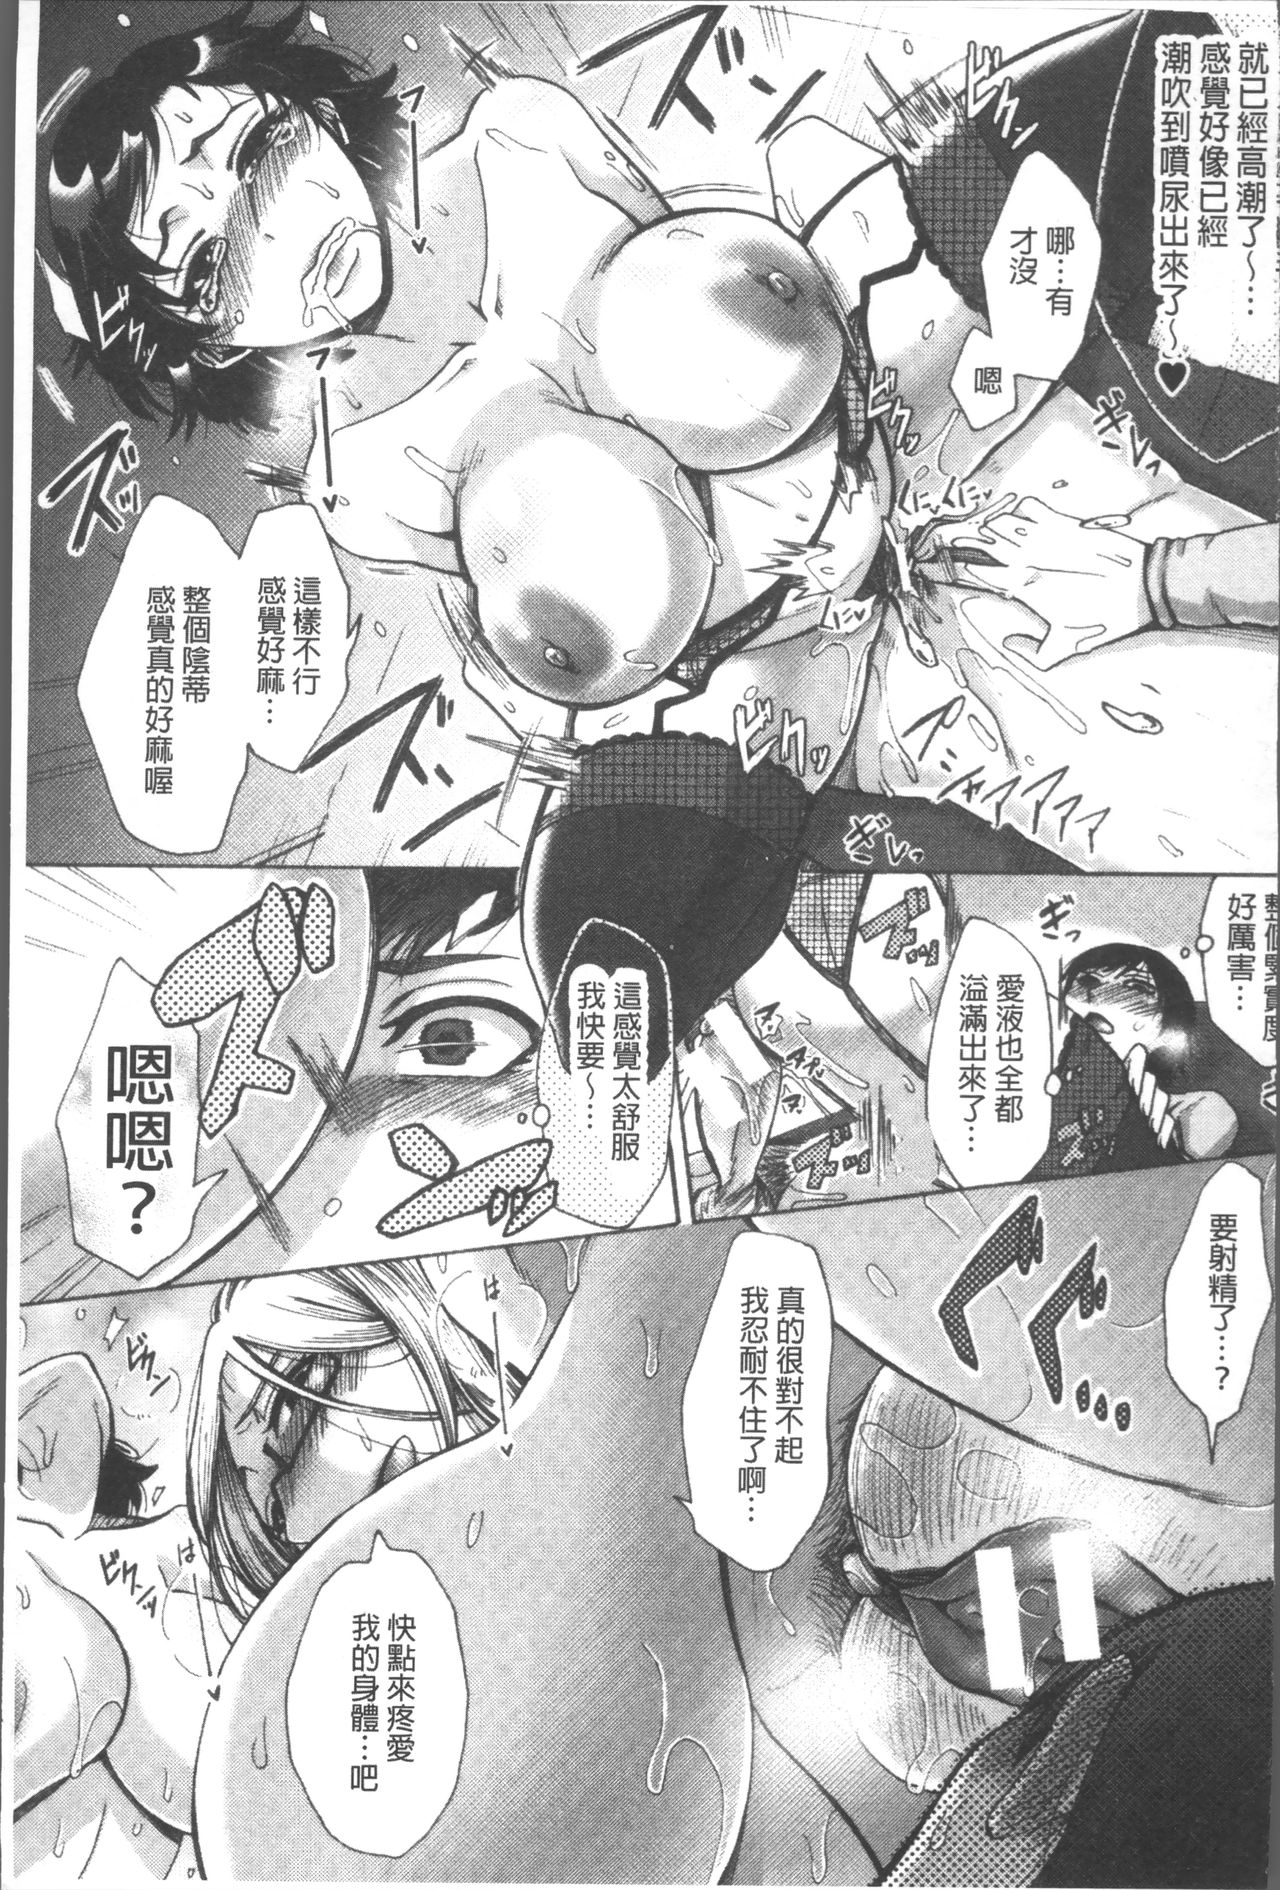 就已經高潮了～…
感覺好像已經
潮吹到噴尿出來了～♥
哪…有
才沒
嗯
這樣不行
感覺好麻…
整個陰蒂
感覺真的好麻喔
好厲害…
愛液也全都
溢滿出來了…
這感覺太舒服
我快要～…
嗯嗯？
要射精了…？
真的很對不起
我忍耐不住了啊…
快點來疼愛
我的身體…吧